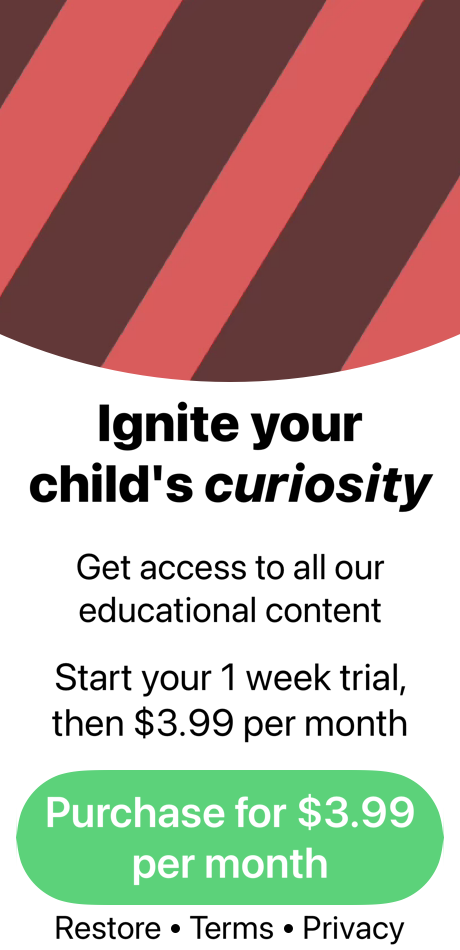 Ignite your
child's curiosity
Get access to all our
educational content
Start your 1 week trial,
then $3.99 per month
Purchase for $3.99
per month
Restore • Terms • Privacy